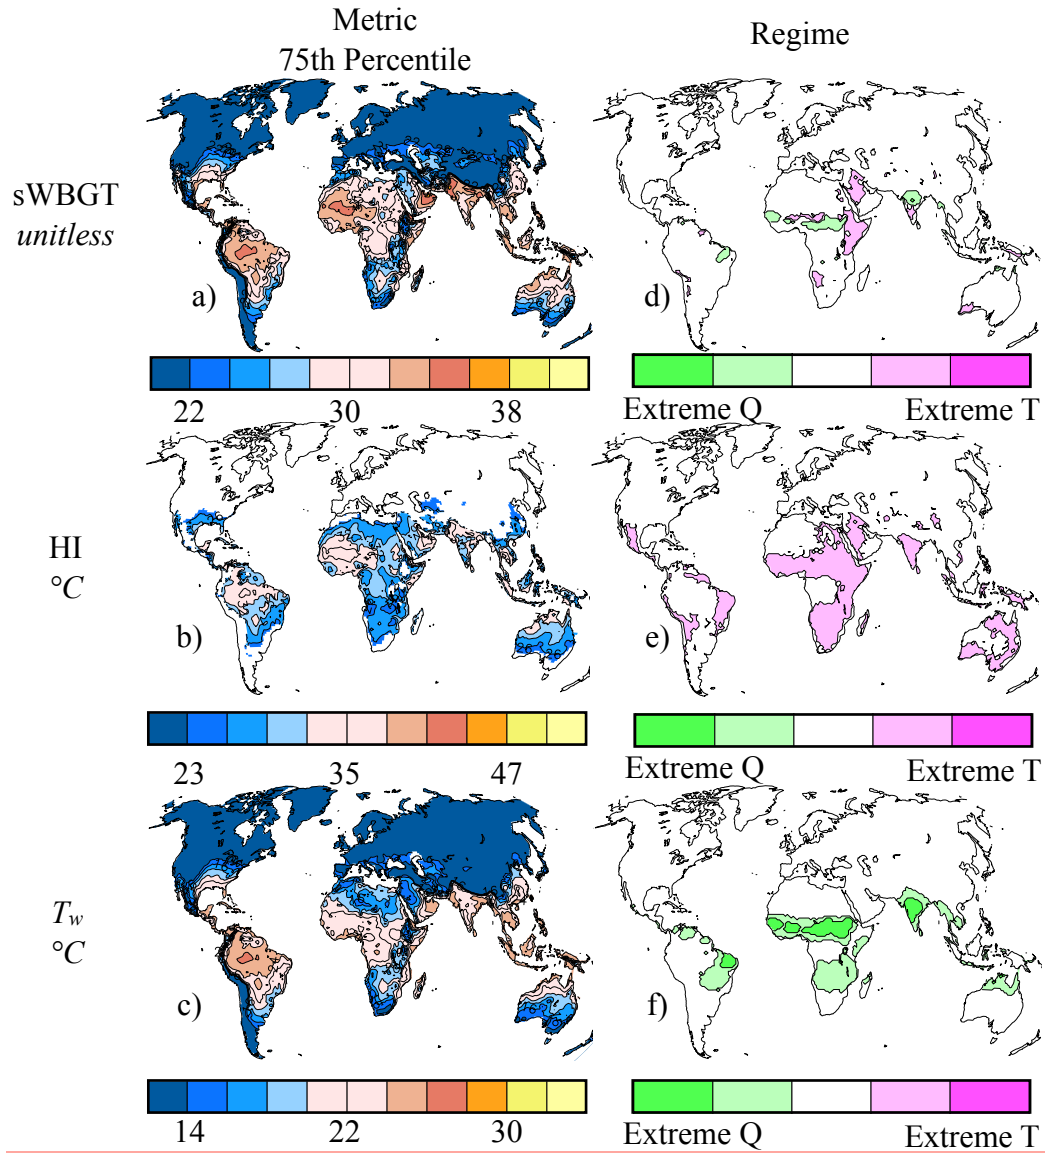 Metric
75th Percentile
Regime
sWBGT
unitless
a)
d)
22 30 38
Extreme Q Extreme T
HI
°C
b)
e)
23 35 47
Extreme Q Extreme T
T_w
°C
c)
f)
14 22 30
Extreme Q Extreme T